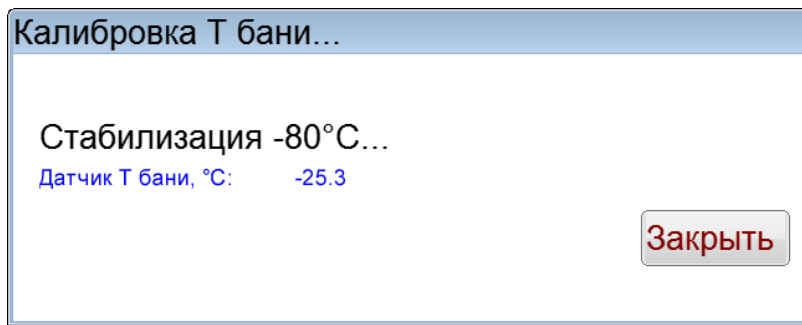 Калибровка Т бани...
Стабилизация -80°С...
Датчик Т бани, °С: -25.3
Закрыть